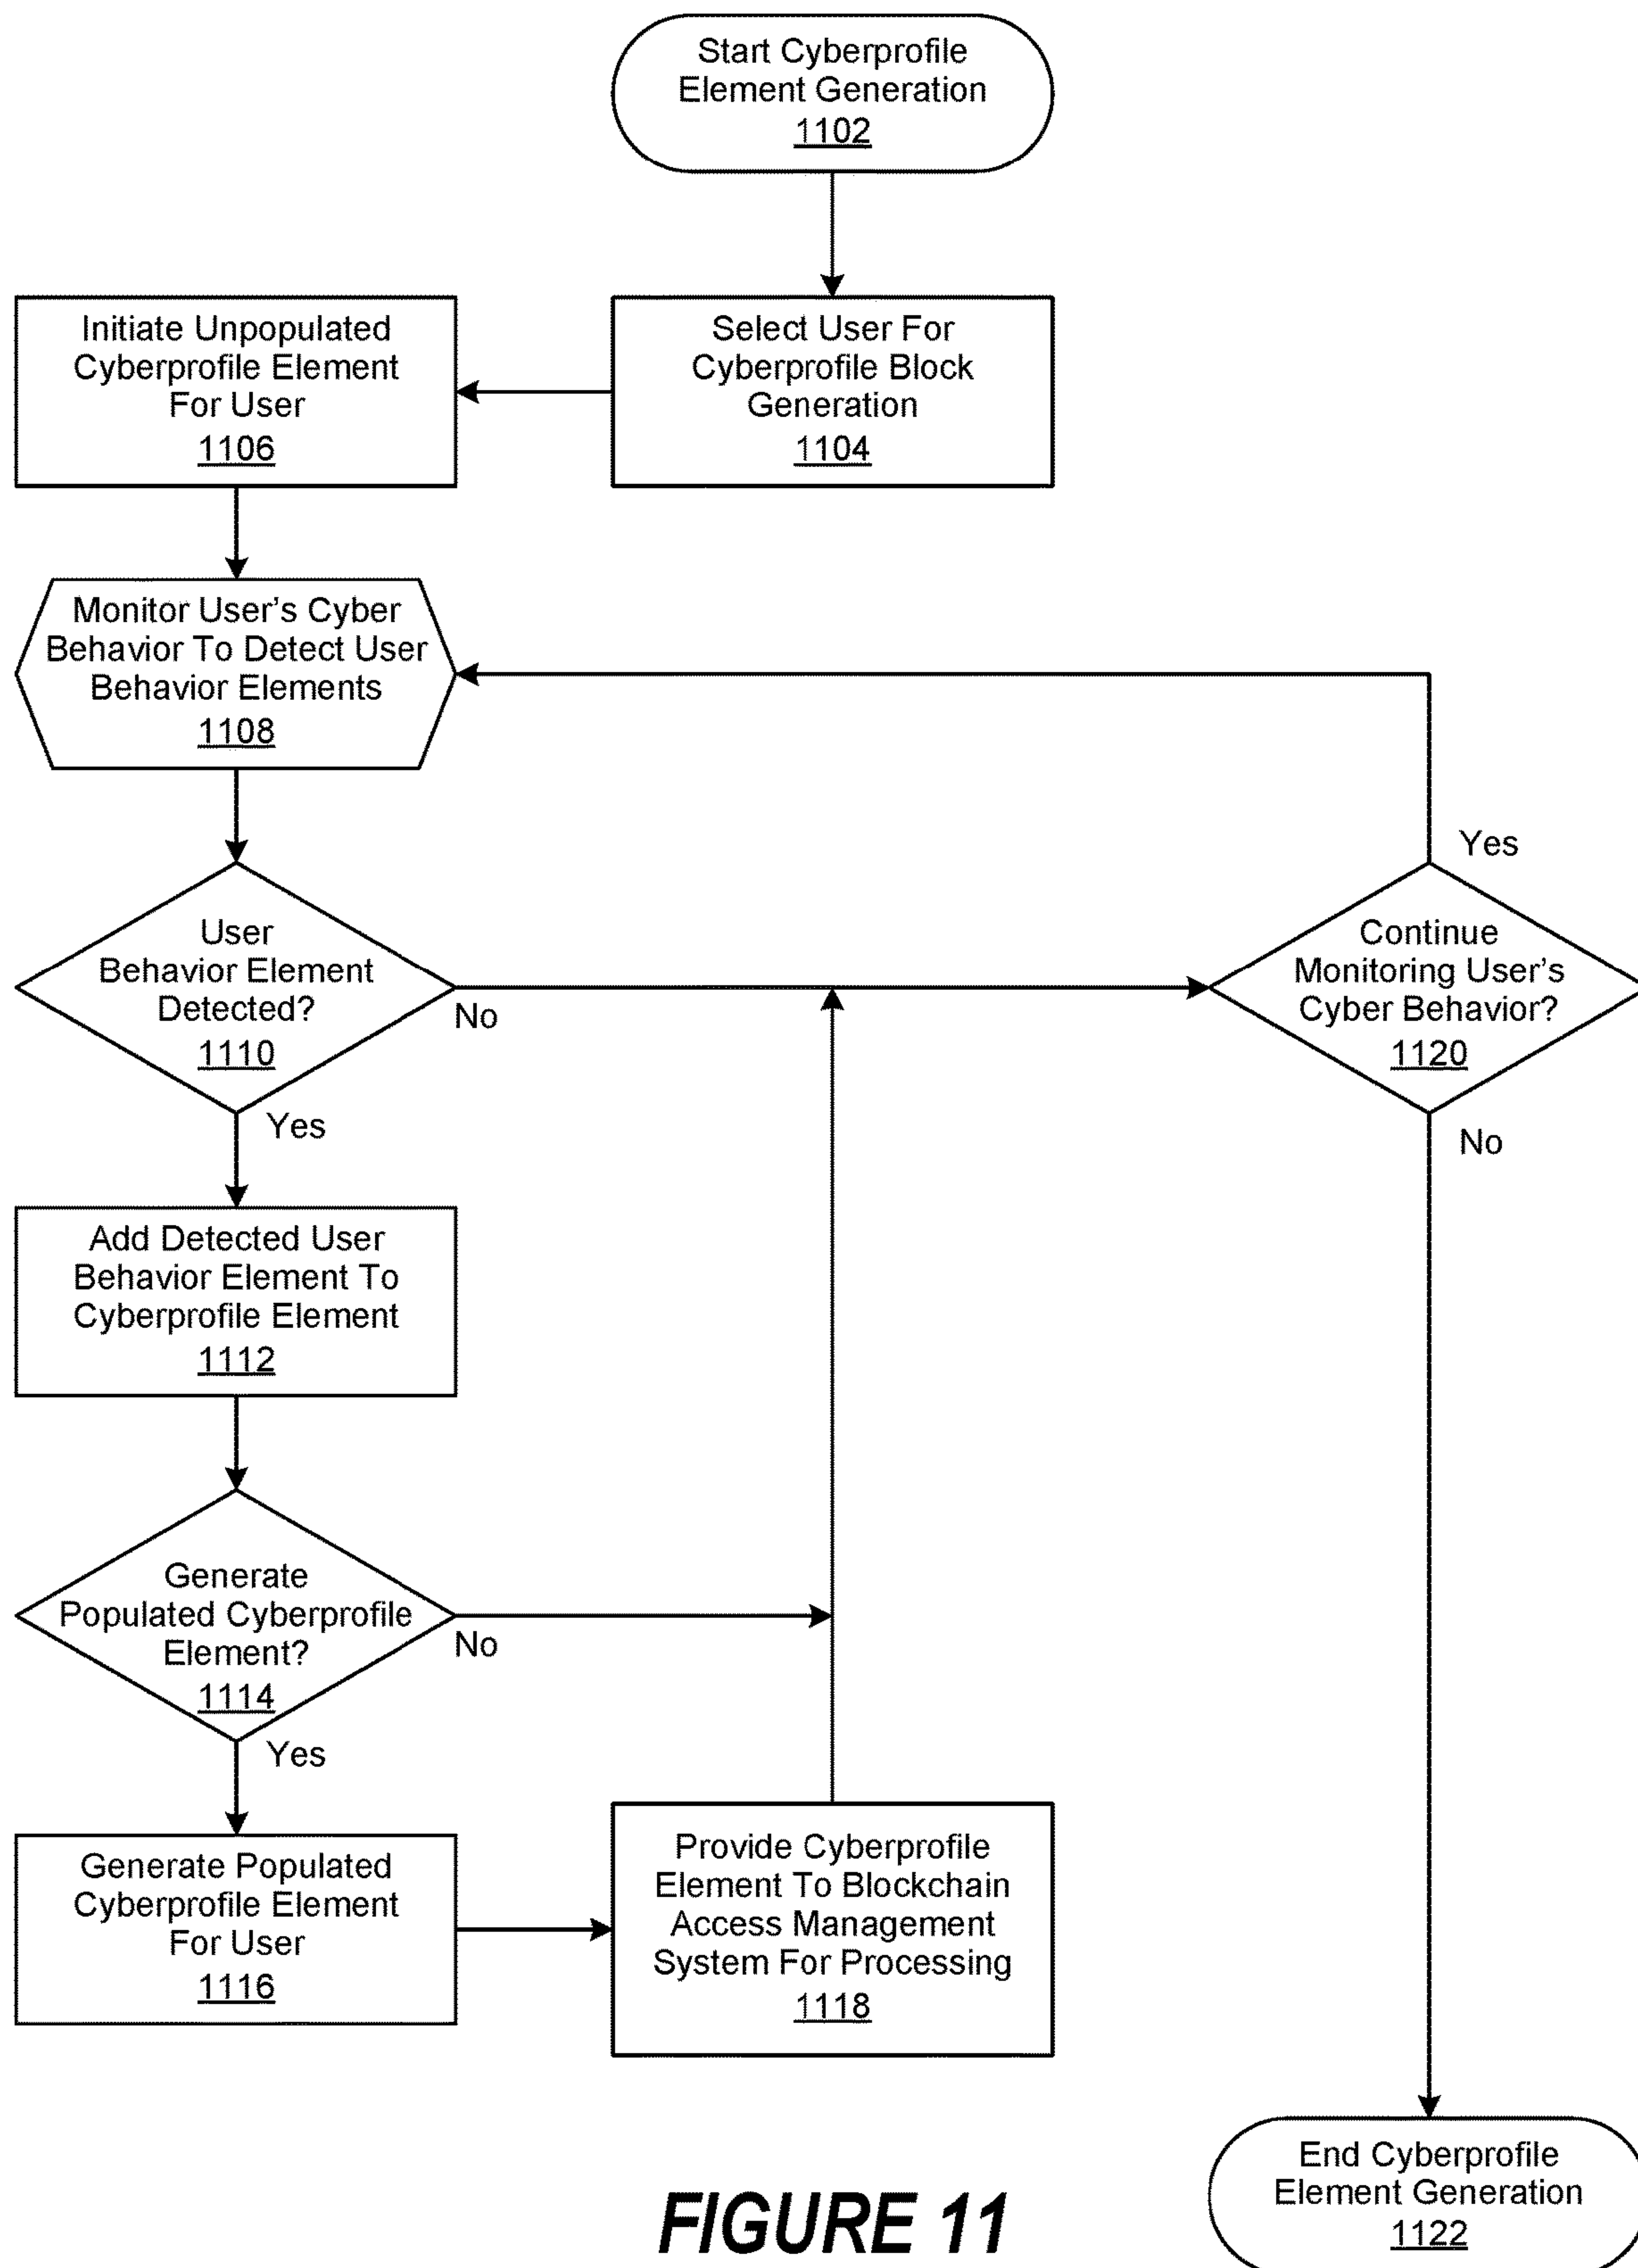 Start Cyberprofile
Element Generation
1102
Select User For
Cyberprofile Block
Generation
1104
Initiate Unpopulated
Cyberprofile Element
For User
1106
Monitor User's Cyber
Behavior To Detect User
Behavior Elements
1108
User
Behavior Element
Detected?
1110
No
Yes
Continue
Monitoring User's
Cyber Behavior?
1120
Yes
No
Add Detected User
Behavior Element To
Cyberprofile Element
1112
Generate
Populated Cyberprofile
Element?
1114
No
Yes
Generate Populated
Cyberprofile Element
For User
1116
Provide Cyberprofile
Element To Blockchain
Access Management
System For Processing
1118
End Cyberprofile
Element Generation
1122
FIGURE 11